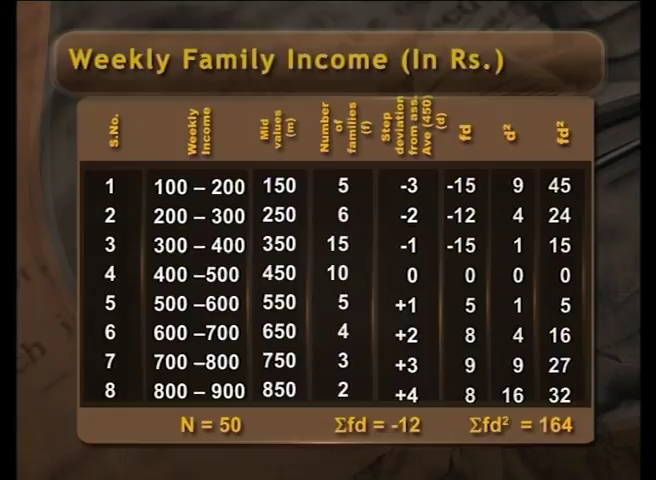 Weekly Family Income (In Rs.)
S.No. Weekly Income Mid values (m) Number of families (f) Step deviation from ass. Ave (450) (d) fd d² fd²
1 100 – 200 150 5 -3 -15 9 45
2 200 – 300 250 6 -2 -12 4 24
3 300 – 400 350 15 -1 -15 1 15
4 400 –500 450 10 0 0 0 0
5 500 –600 550 5 +1 5 1 5
6 600 –700 650 4 +2 8 4 16
7 700 –800 750 3 +3 9 9 27
8 800 – 900 850 2 +4 8 16 32
N = 50 Σfd = -12 Σfd² = 164